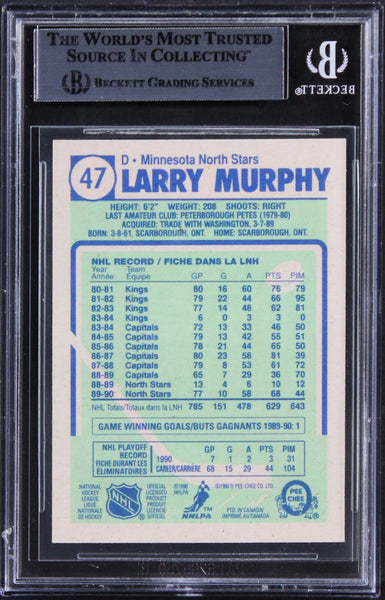 THE WORLD'S MOST TRUSTED
SOURCE IN COLLECTING™
BECKETT GRADING SERVICES
BECKETT
47
D • Minnesota North Stars
LARRY MURPHY
HEIGHT: 6'2" WEIGHT: 208 SHOOTS: RIGHT
LAST AMATEUR CLUB: PETERBOROUGH PETES (1979-80)
ACQUIRED: TRADE WITH WASHINGTON, 3-7-89
BORN: 3-8-61, SCARBOROUGH, ONT. HOME: SCARBOROUGH, ONT.
NHL RECORD / FICHE DANS LA LNH
Year Team GP G A PTS PIM
Année Équipe
80-81 Kings 80 16 60 76 79
81-82 Kings 79 22 44 66 95
82-83 Kings 77 14 48 62 81
83-84 Kings 6 0 3 3 0
83-84 Capitals 72 13 33 46 50
84-85 Capitals 79 13 42 55 51
85-86 Capitals 78 21 44 65 50
86-87 Capitals 80 23 58 81 39
87-88 Capitals 79 8 53 61 72
88-89 Capitals 65 7 29 36 70
88-89 North Stars 13 4 6 10 12
89-90 North Stars 77 10 58 68 44
NHL Totals/Totaux dans la LNH 785 151 478 629 643
GAME WINNING GOALS/BUTS GAGNANTS 1989-90: 1
NHL PLAYOFF RECORD GP G A PTS PIM
FICHE DURANT LES 1990 7 1 2 3 31
ÉLIMINATOIRES CAREER/CARRIÈRE 68 15 29 44 104
NATIONAL HOCKEY LEAGUE
LIGUE NATIONALE DE HOCKEY
NHL
OFFICIAL LICENSED PRODUCT
PRODUIT OFFICIEL
©1990 NHLPA
NHLPA
©1990 O-PEE-CHEE CO. LTD.
PTD. IN CANADA/
IMPRIMÉ AU CANADA
O PEE CHEE